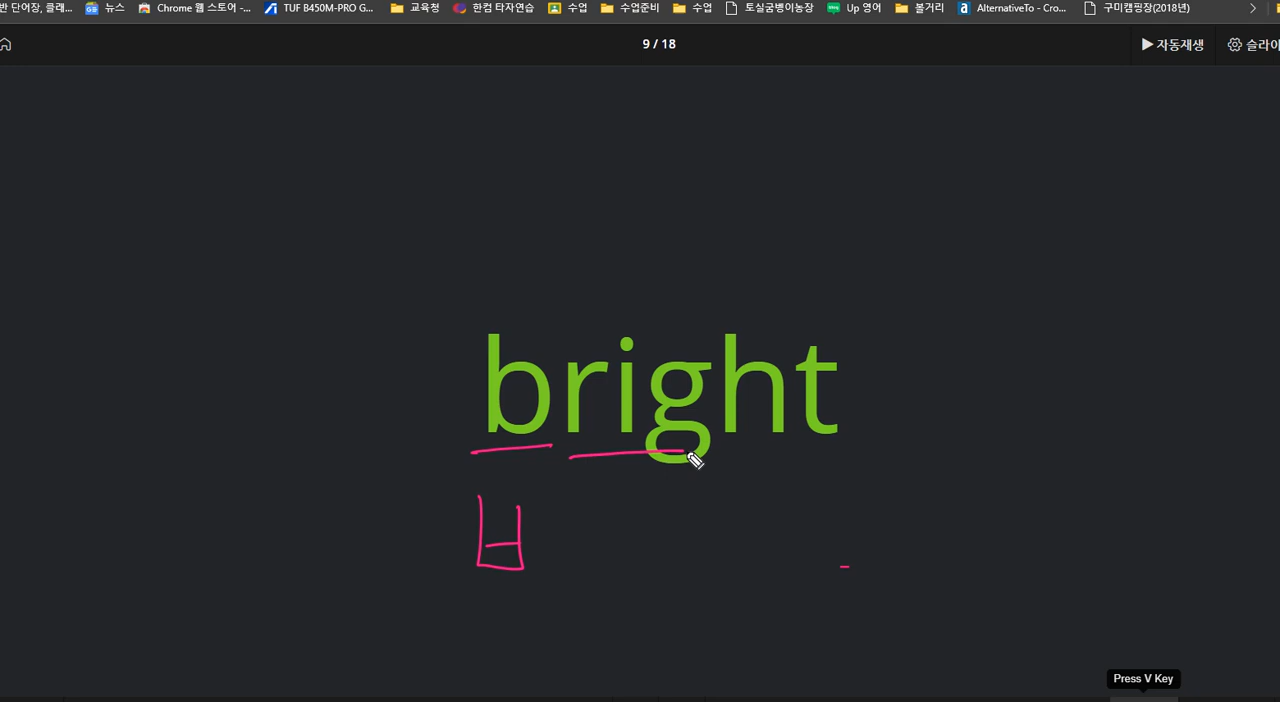 반 단어장, 클래... 뉴스 Chrome 웹 스토어 -... TUF B450M-PRO G... 교육청 한컴 타자연습 수업 수업준비 수업 토실굼벵이농장 Up 영어 볼거리 AlternativeTo - Cro... 구미캠핑장(2018년)
9 / 18 자동재생 슬라이
bright
ㅂ
Press V Key